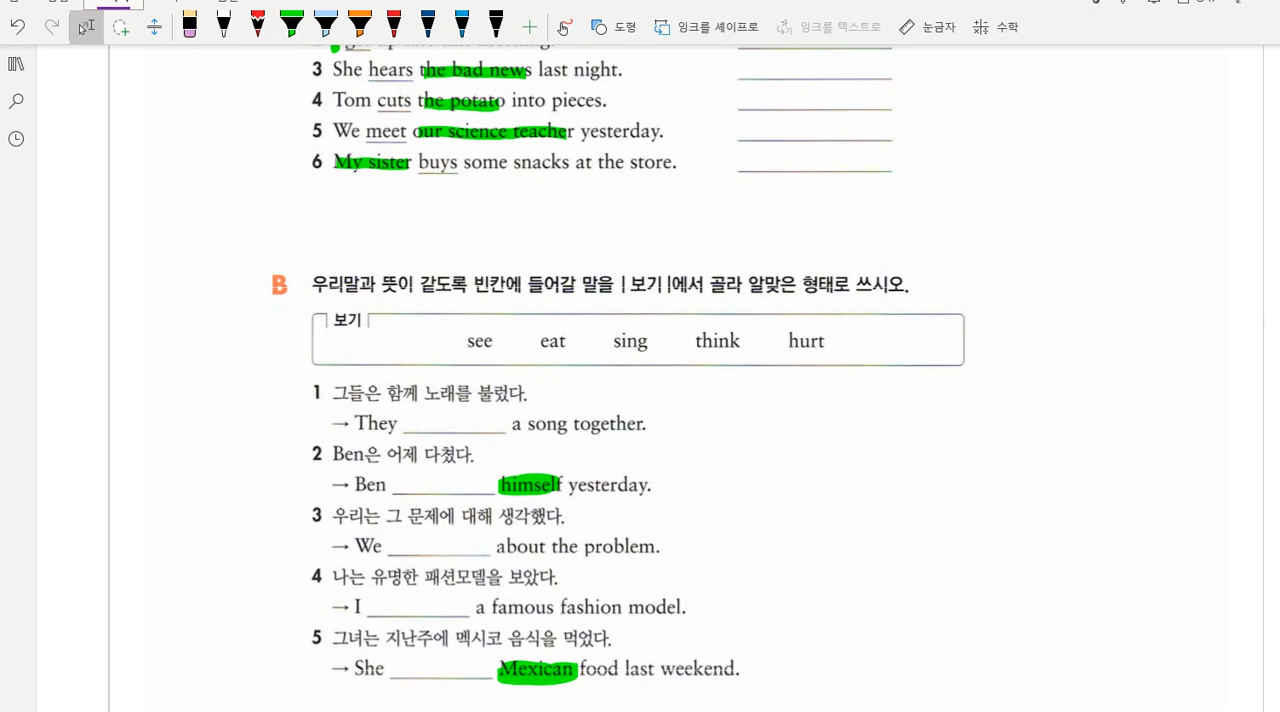 도형
잉크를 셰이프로
잉크를 텍스트로
눈금자
수학
3 She hears the bad news last night.
4 Tom cuts the potato into pieces.
5 We meet our science teacher yesterday.
6 My sister buys some snacks at the store.
B 우리말과 뜻이 같도록 빈칸에 들어갈 말을 |보기|에서 골라 알맞은 형태로 쓰시오.
보기
see eat sing think hurt
1 그들은 함께 노래를 불렀다.
→ They __________ a song together.
2 Ben은 어제 다쳤다.
→ Ben __________ himself yesterday.
3 우리는 그 문제에 대해 생각했다.
→ We __________ about the problem.
4 나는 유명한 패션모델을 보았다.
→ I __________ a famous fashion model.
5 그녀는 지난주에 멕시코 음식을 먹었다.
→ She __________ Mexican food last weekend.